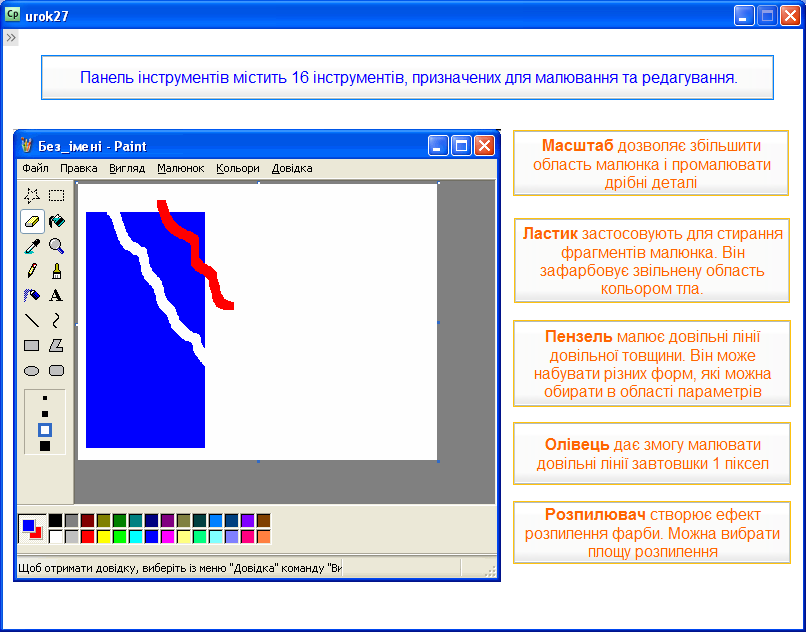 Cp urok27
»
Панель інструментів містить 16 інструментів, призначених для малювання та редагування.
Без_імені - Paint
Файл Правка Вигляд Малюнок Кольори Довідка
A
Щоб отримати довідку, виберіть із меню "Довідка" команду "Ви
Масштаб дозволяє збільшити
область малюнка і промалювати
дрібні деталі
Ластик застосовують для стирання
фрагментів малюнка. Він
зафарбовує звільнену область
кольором тла.
Пензель малює довільні лінії
довільної товщини. Він може
набувати різних форм, які можна
обирати в області параметрів
Олівець дає змогу малювати
довільні лінії завтовшки 1 піксел
Розпилювач створює ефект
розпилення фарби. Можна вибрати
площу розпилення